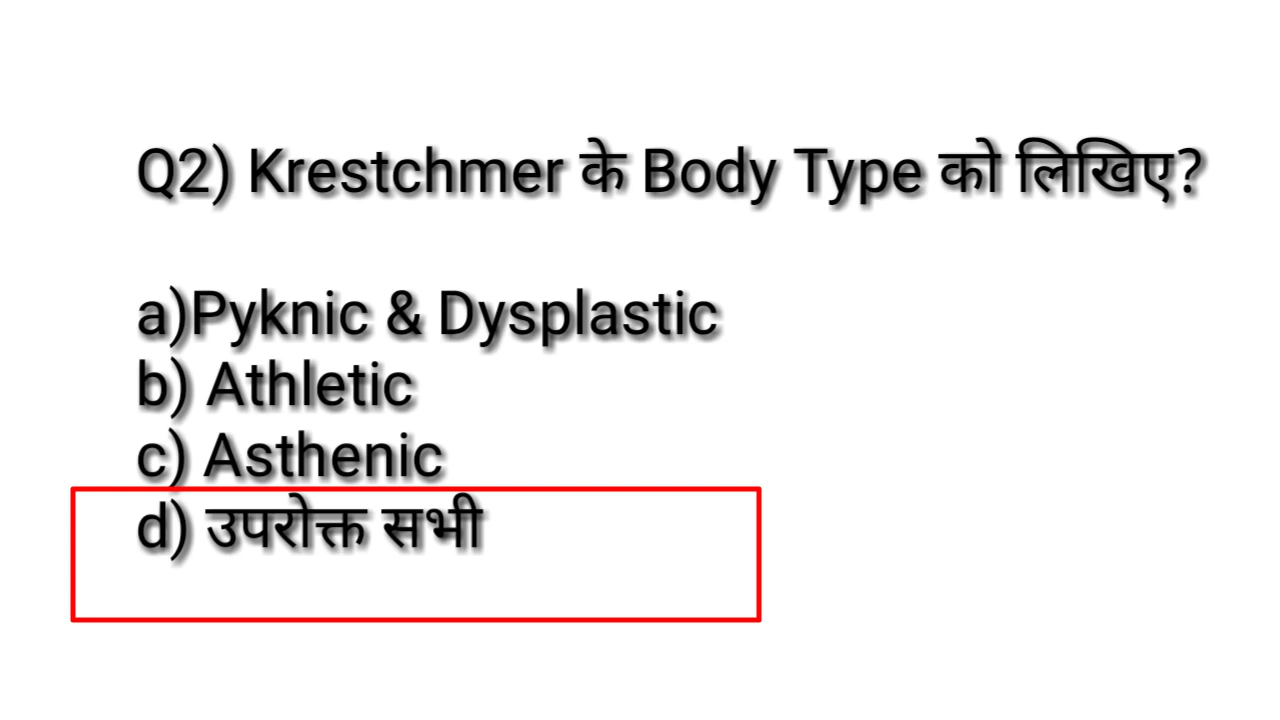 Q2) Krestchmer के Body Type को लिखिए?
a)Pyknic & Dysplastic
b) Athletic
c) Asthenic
d) उपरोक्त सभी